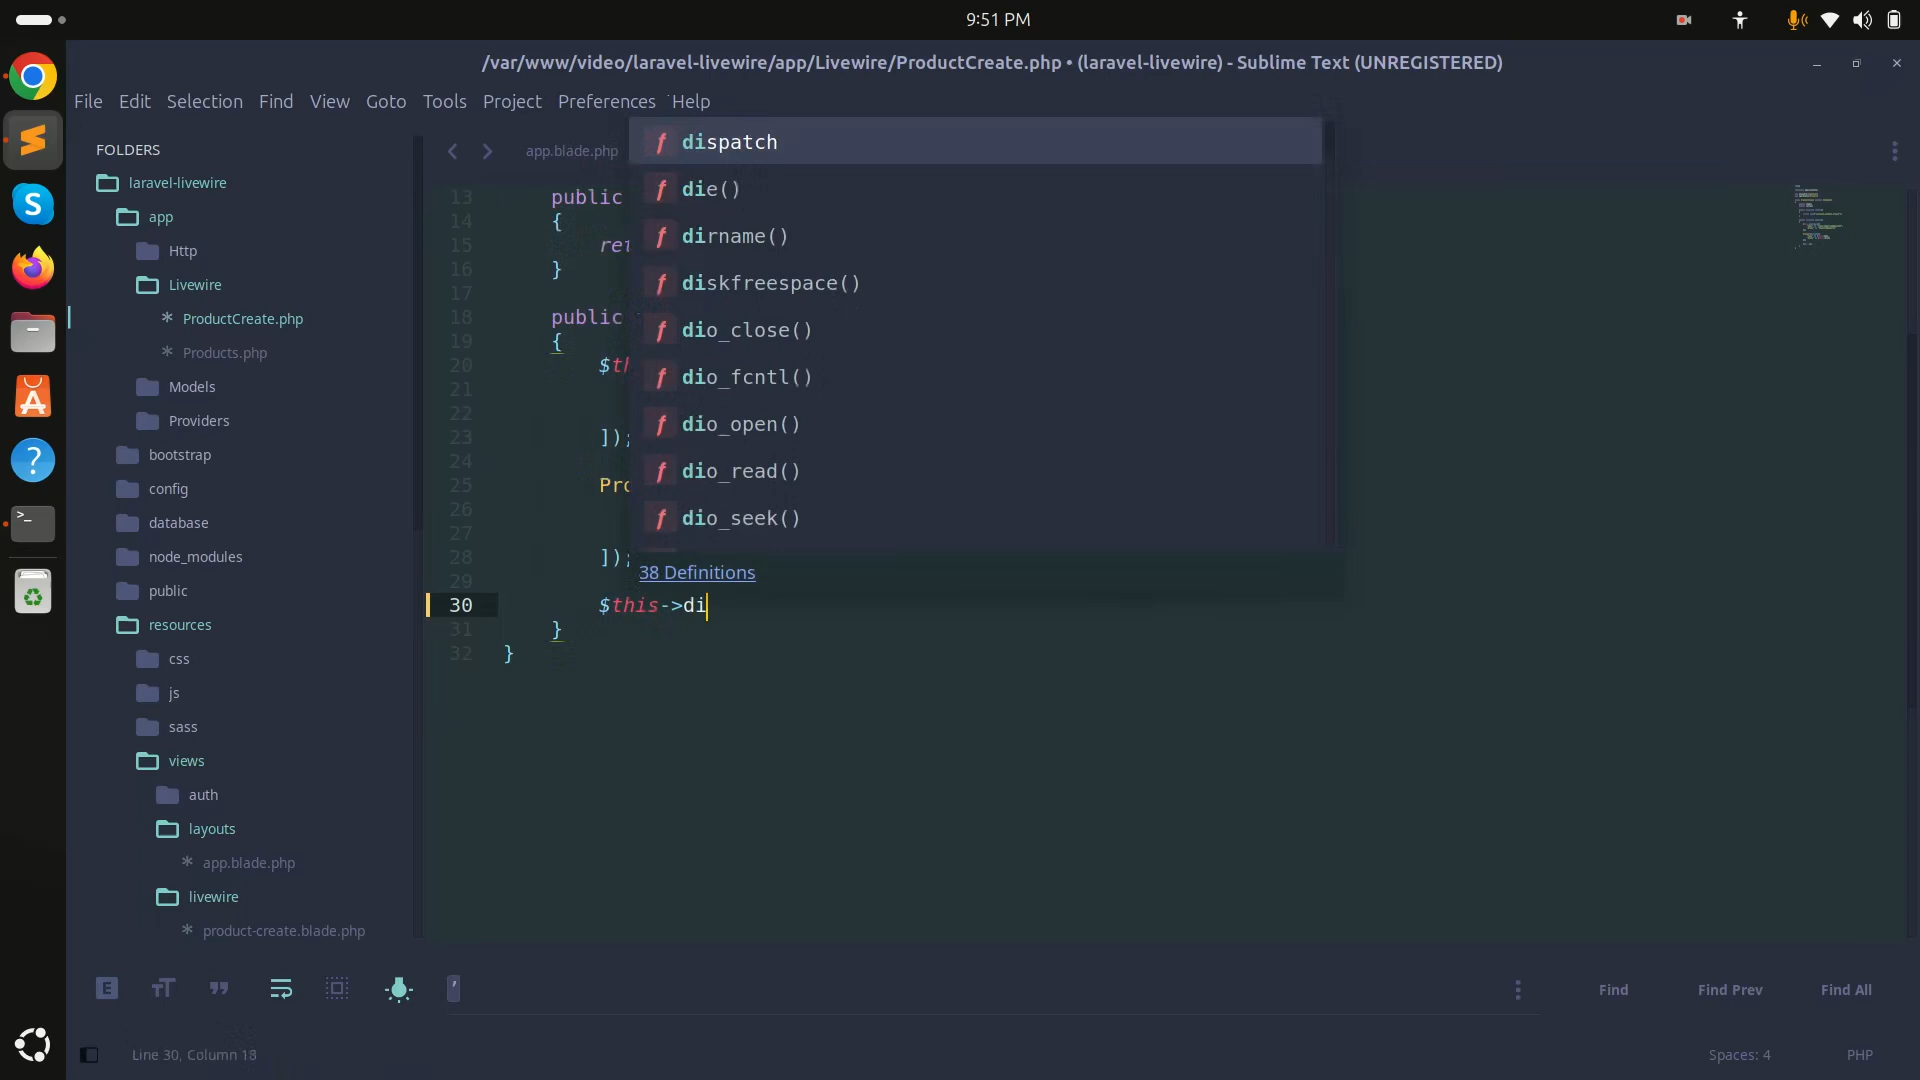 9:51 PM
/var/www/video/laravel-livewire/app/Livewire/ProductCreate.php • (laravel-livewire) - Sublime Text (UNREGISTERED)
File Edit Selection Find View Goto Tools Project Preferences Help
FOLDERS
laravel-livewire
app
Http
Livewire
* ProductCreate.php
* Products.php
Models
Providers
bootstrap
config
database
node_modules
public
resources
css
js
sass
views
auth
layouts
* app.blade.php
livewire
* product-create.blade.php
app.blade.php
13 public
14 {
15 ret
16 }
17
18 public
19 {
20 $th
21
22
23 ]);
24
25 Pro
26
27
28 ]);
29
30 $this->di
31 }
32 }
f dispatch
f die()
f dirname()
f diskfreespace()
f dio_close()
f dio_fcntl()
f dio_open()
f dio_read()
f dio_seek()
38 Definitions
Find Find Prev Find All
Line 30, Column 18
Spaces: 4 PHP